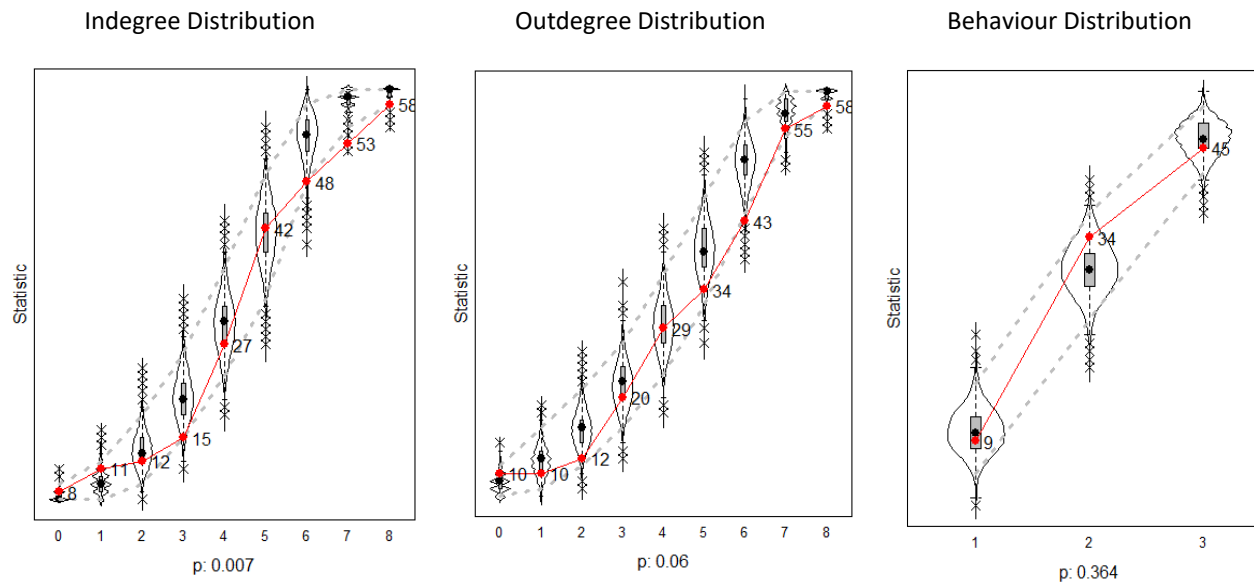 Indegree Distribution
Statistic
8
11
12
15
27
42
48
53
58
0 1 2 3 4 5 6 7 8
p: 0.007
Outdegree Distribution
Statistic
10
10
12
20
29
34
43
55
58
0 1 2 3 4 5 6 7 8
p: 0.06
Behaviour Distribution
Statistic
9
34
45
1 2 3
p: 0.364